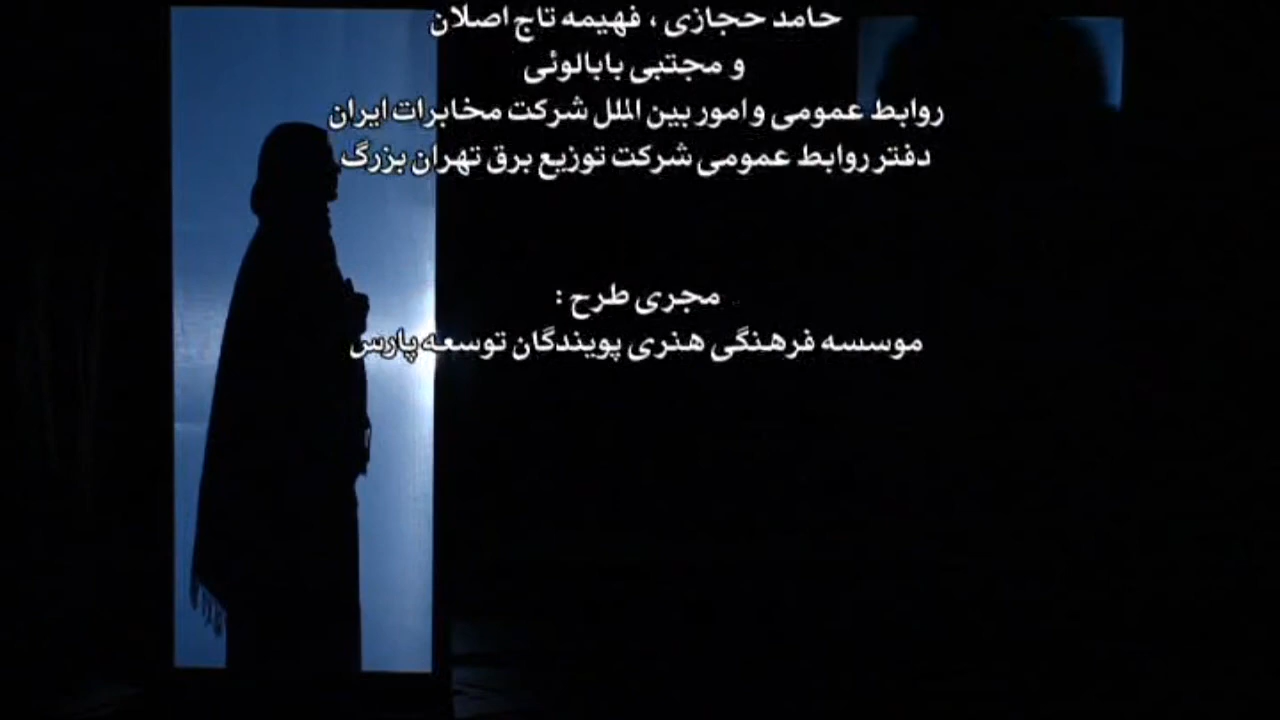 حامد حجازی ، فهیمه تاج اصلان
و مجتبی بابالوئی
روابط عمومی و امور بین الملل شرکت مخابرات ایران
دفتر روابط عمومی شرکت توزیع برق تهران بزرگ
مجری طرح :
موسسه فرهنگی هنری پویندگان توسعه پارس